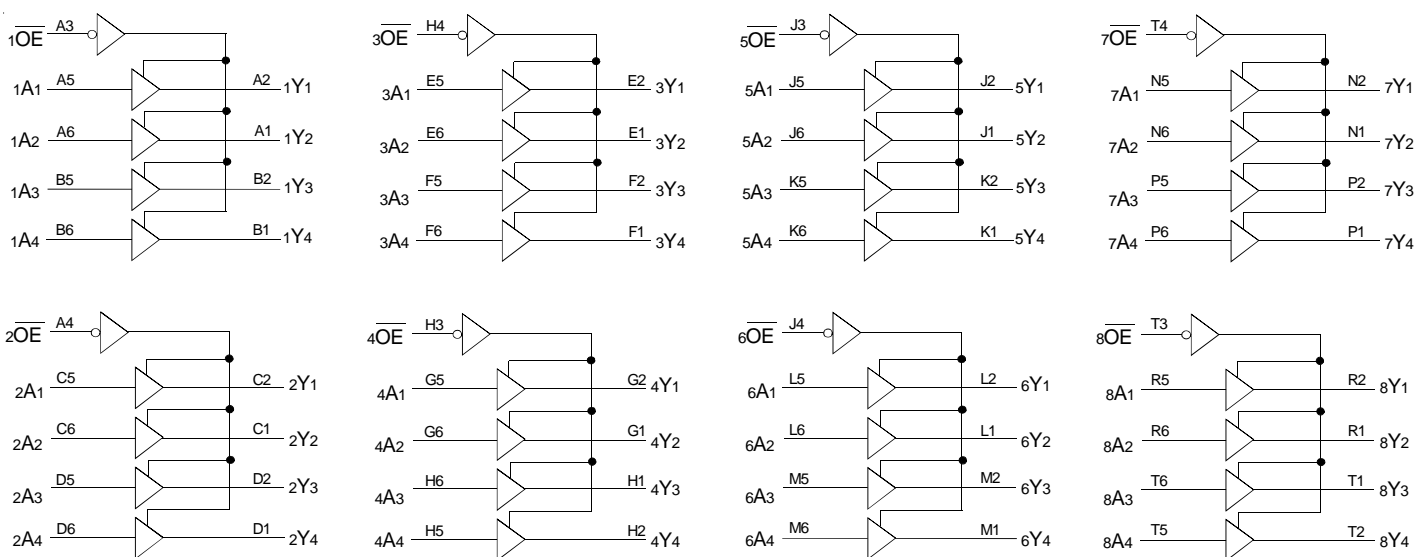 1OE A3 3OE H4 5OE J3 7OE T4
1A1 A5 A2 1Y1 3A1 E5 E2 3Y1 5A1 J5 J2 5Y1 7A1 N5 N2 7Y1
1A2 A6 A1 1Y2 3A2 E6 E1 3Y2 5A2 J6 J1 5Y2 7A2 N6 N1 7Y2
1A3 B5 B2 1Y3 3A3 F5 F2 3Y3 5A3 K5 K2 5Y3 7A3 P5 P2 7Y3
1A4 B6 B1 1Y4 3A4 F6 F1 3Y4 5A4 K6 K1 5Y4 7A4 P6 P1 7Y4
2OE A4 4OE H3 6OE J4 8OE T3
2A1 C5 C2 2Y1 4A1 G5 G2 4Y1 6A1 L5 L2 6Y1 8A1 R5 R2 8Y1
2A2 C6 C1 2Y2 4A2 G6 G1 4Y2 6A2 L6 L1 6Y2 8A2 R6 R1 8Y2
2A3 D5 D2 2Y3 4A3 H6 H1 4Y3 6A3 M5 M2 6Y3 8A3 T6 T1 8Y3
2A4 D6 D1 2Y4 4A4 H5 H2 4Y4 6A4 M6 M1 6Y4 8A4 T5 T2 8Y4